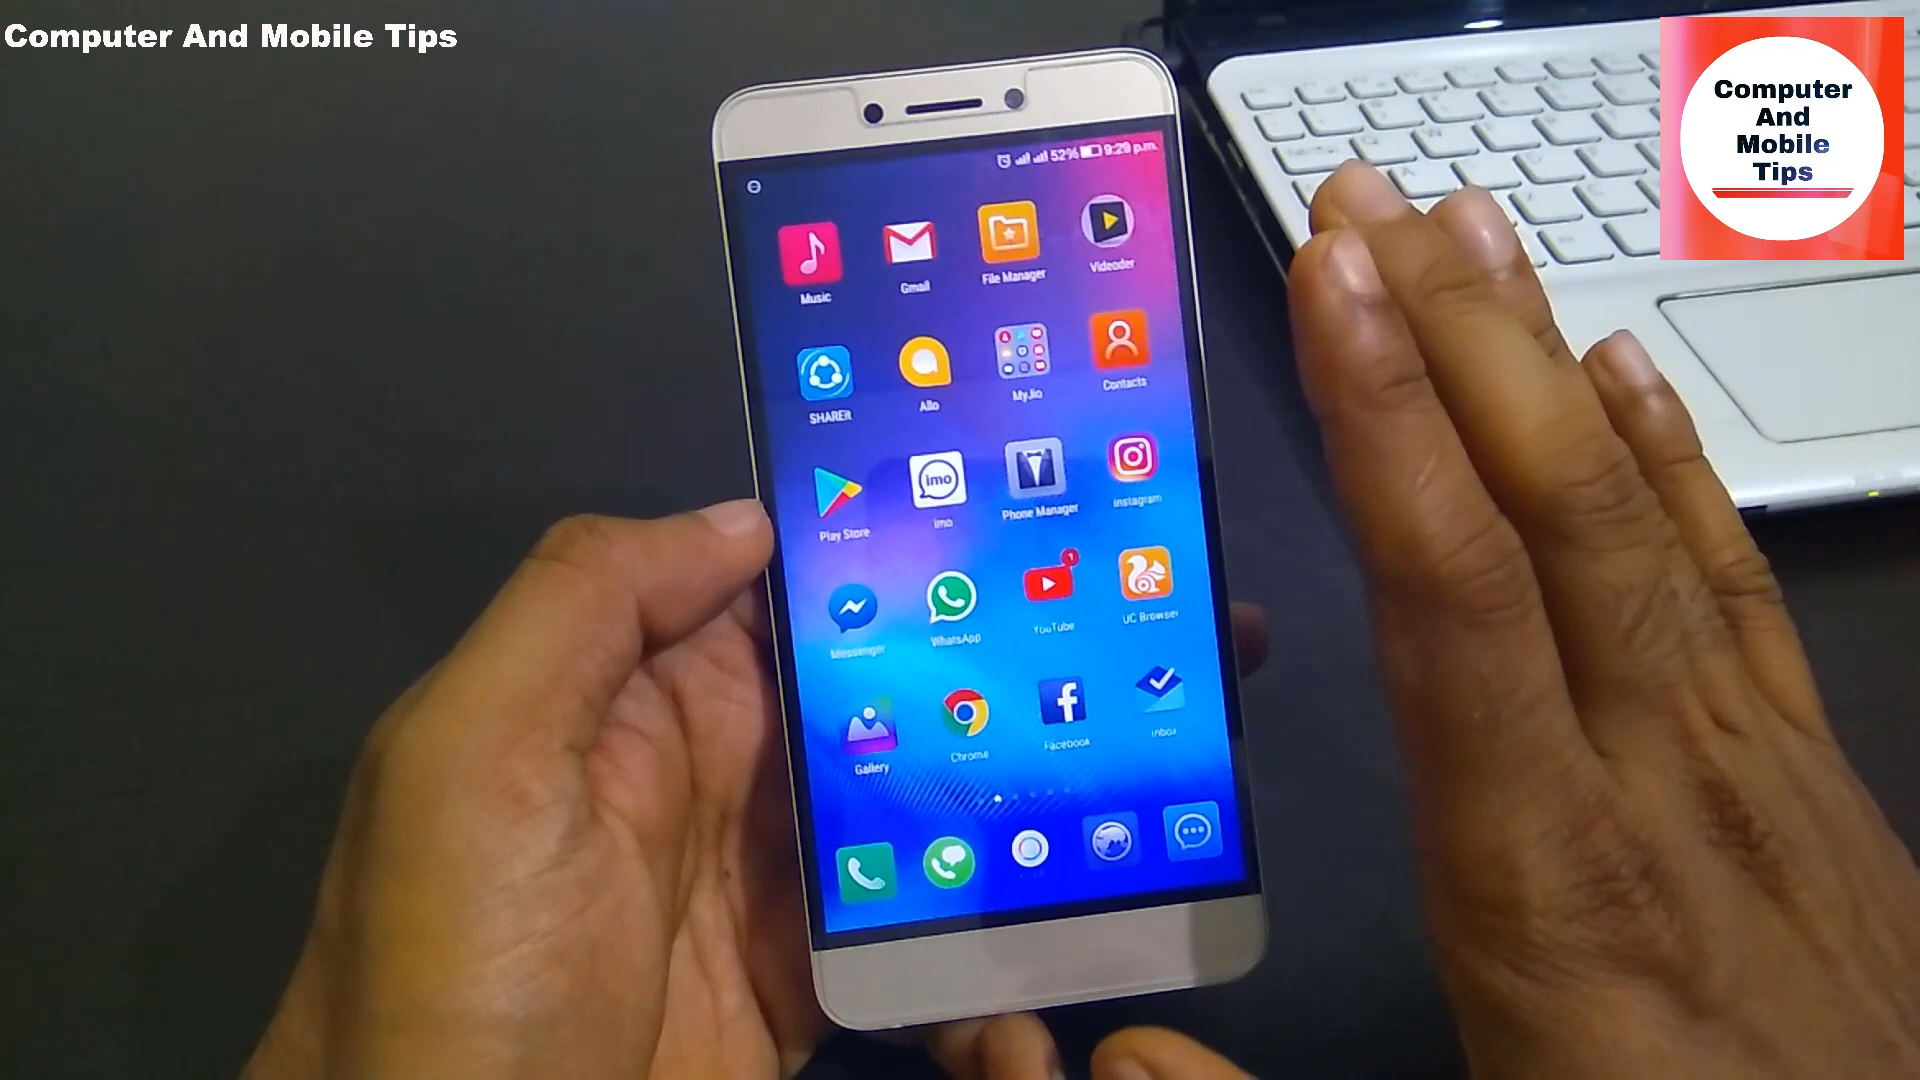 Computer And Mobile Tips
Computer
And
Mobile
Tips
52% 9:29 p.m.
Music
Gmail
File Manager
Videoder
SHAREit
Allo
MyJio
Contacts
Play Store
imo
imo
Phone Manager
Instagram
1
Messenger
WhatsApp
YouTube
UC Browser
Gallery
Chrome
Facebook
Inbox